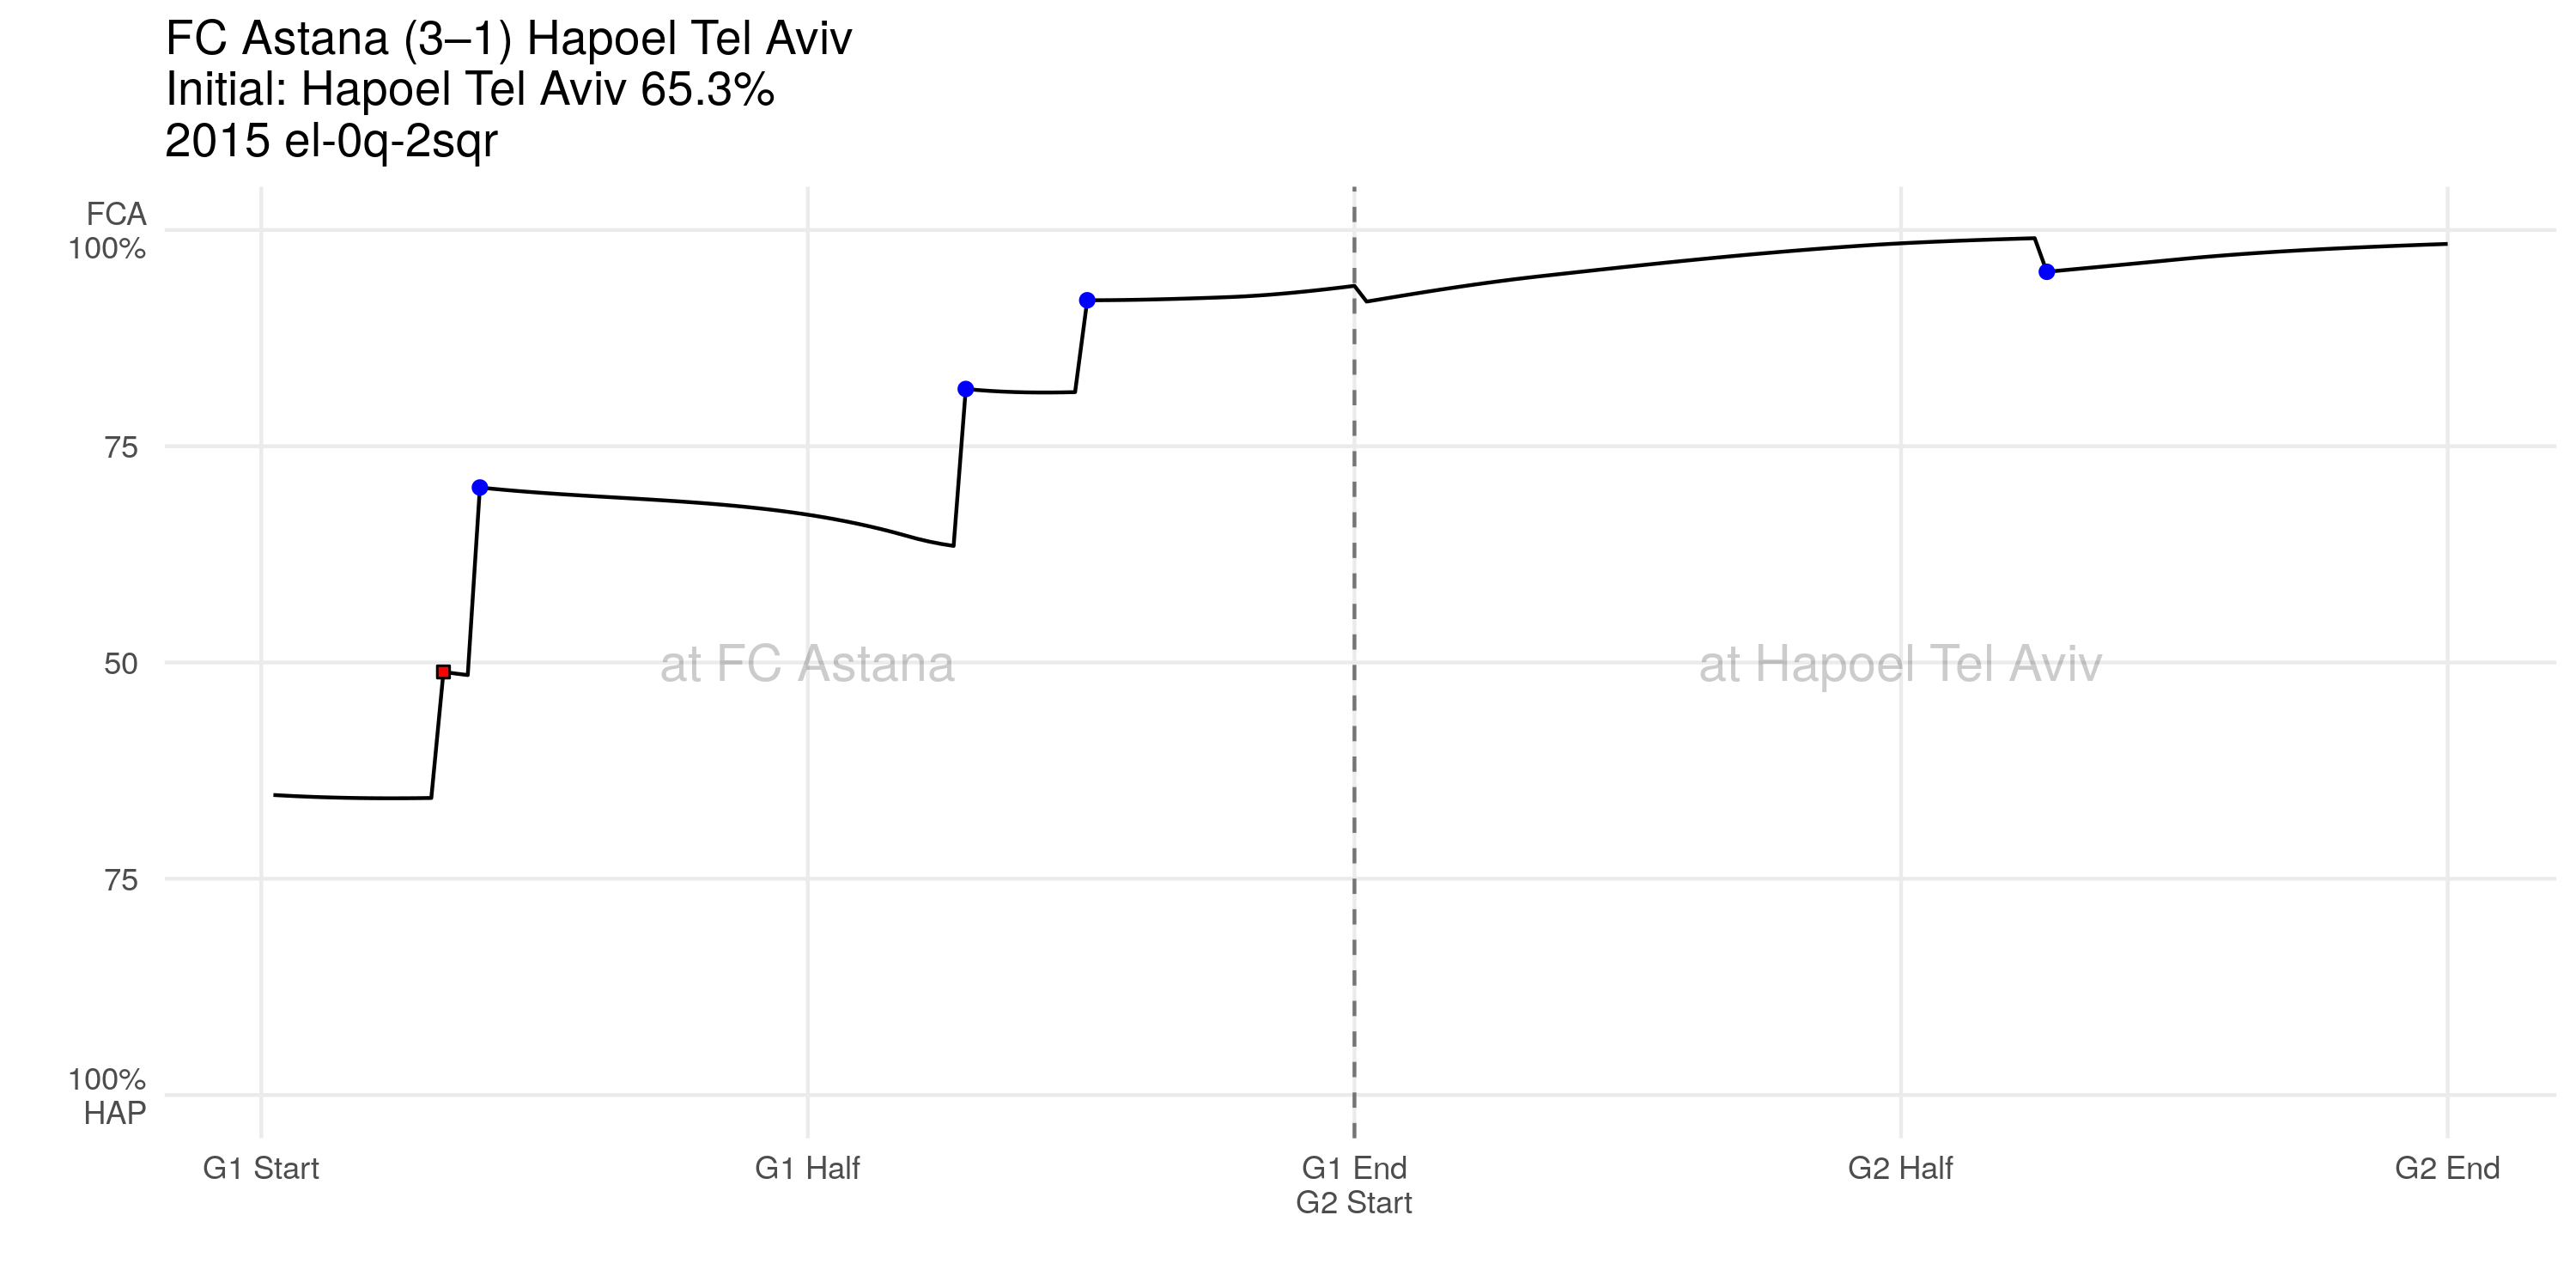 FC Astana (3–1) Hapoel Tel Aviv
Initial: Hapoel Tel Aviv 65.3%
2015 el-0q-2sqr
FCA
100%
75
50
75
100%
HAP
at FC Astana
at Hapoel Tel Aviv
G1 Start
G1 Half
G1 End
G2 Start
G2 Half
G2 End